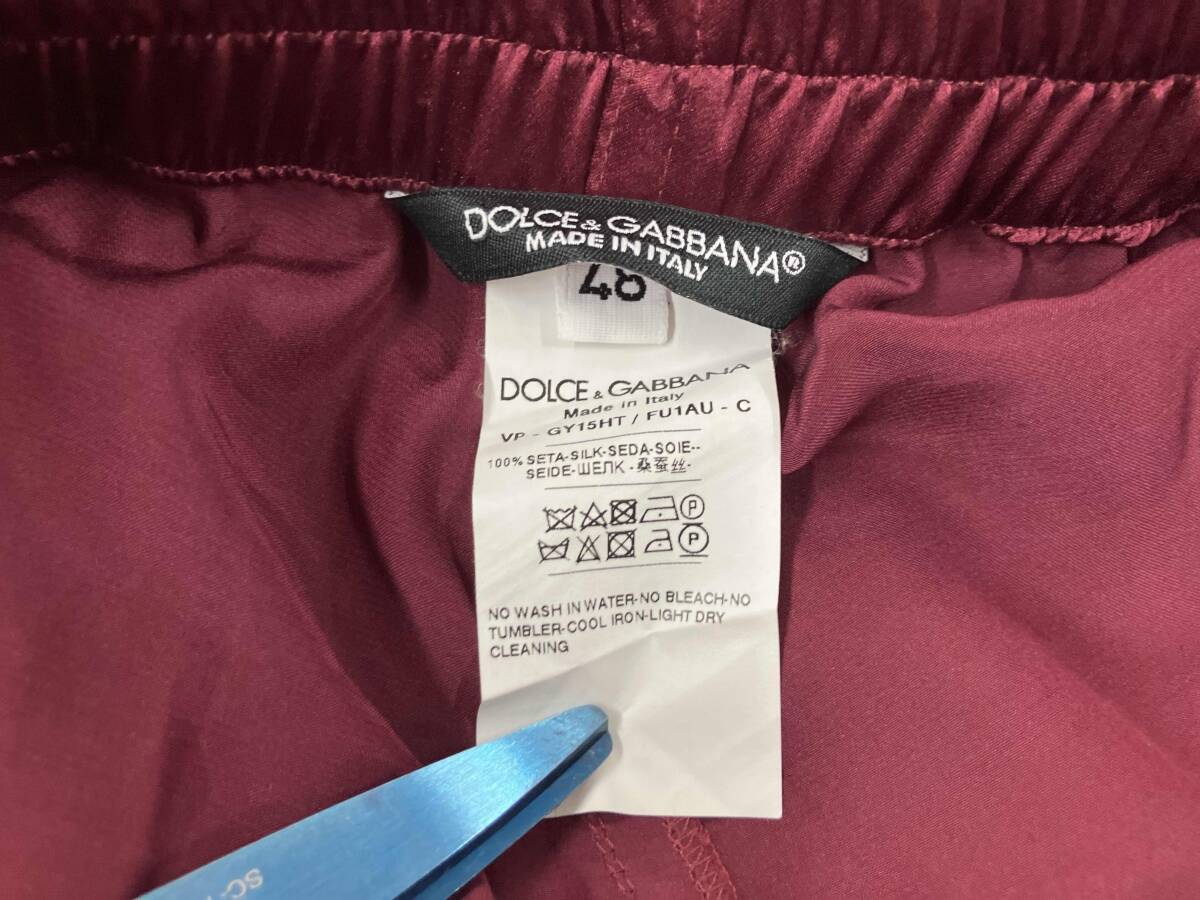 DOLCE & GABBANA®
MADE IN ITALY
48
DOLCE & GABBANA
Made in Italy
VP - GY15HT / FU1AU - C
100% SETA-SILK-SEDA-SOIE--
SEIDE-ШЕЛК -桑蚕丝-
P
P
NO WASH IN WATER-NO BLEACH-NO
TUMBLER-COOL IRON-LIGHT DRY
CLEANING